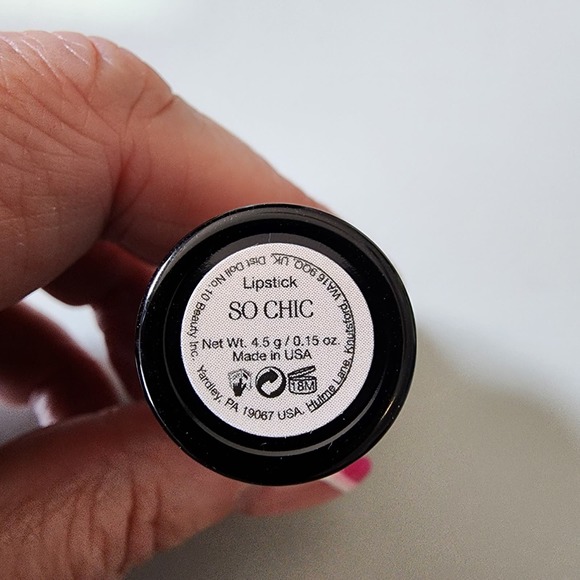 Lipstick
SO CHIC
Net Wt. 4.5 g / 0.15 oz.
Made in USA
18M
Dist Doll No.10 Beauty Inc. Yardley, PA 19067 USA. Hulme Lane, Knutsford, WA16 9QQ, UK,